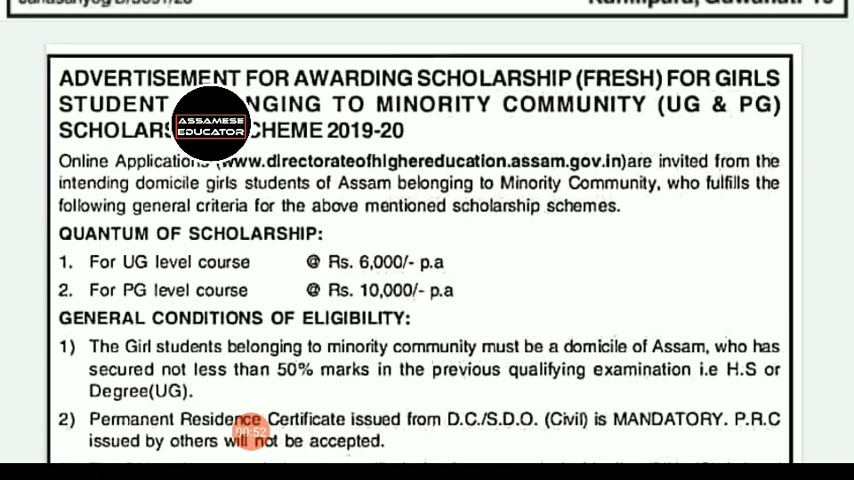 ADVERTISEMENT FOR AWARDING SCHOLARSHIP (FRESH) FOR GIRLS
STUDENT NGING TO MINORITY COMMUNITY (UG & PG)
SCHOLARS CHEME 2019-20
ASSAMESE
EDUCATOR
Online Applications (www.directorateofhighereducation.assam.gov.in)are invited from the
intending domicile girls students of Assam belonging to Minority Community, who fulfills the
following general criteria for the above mentioned scholarship schemes.
QUANTUM OF SCHOLARSHIP:
1. For UG level course @ Rs. 6,000/- p.a
2. For PG level course @ Rs. 10,000/- p.a
GENERAL CONDITIONS OF ELIGIBILITY:
1) The Girl students belonging to minority community must be a domicile of Assam, who has
secured not less than 50% marks in the previous qualifying examination i.e H.S or
Degree(UG).
2) Permanent Residence Certificate issued from D.C./S.D.O. (Civil) is MANDATORY. P.R.C
00:52
issued by others will not be accepted.